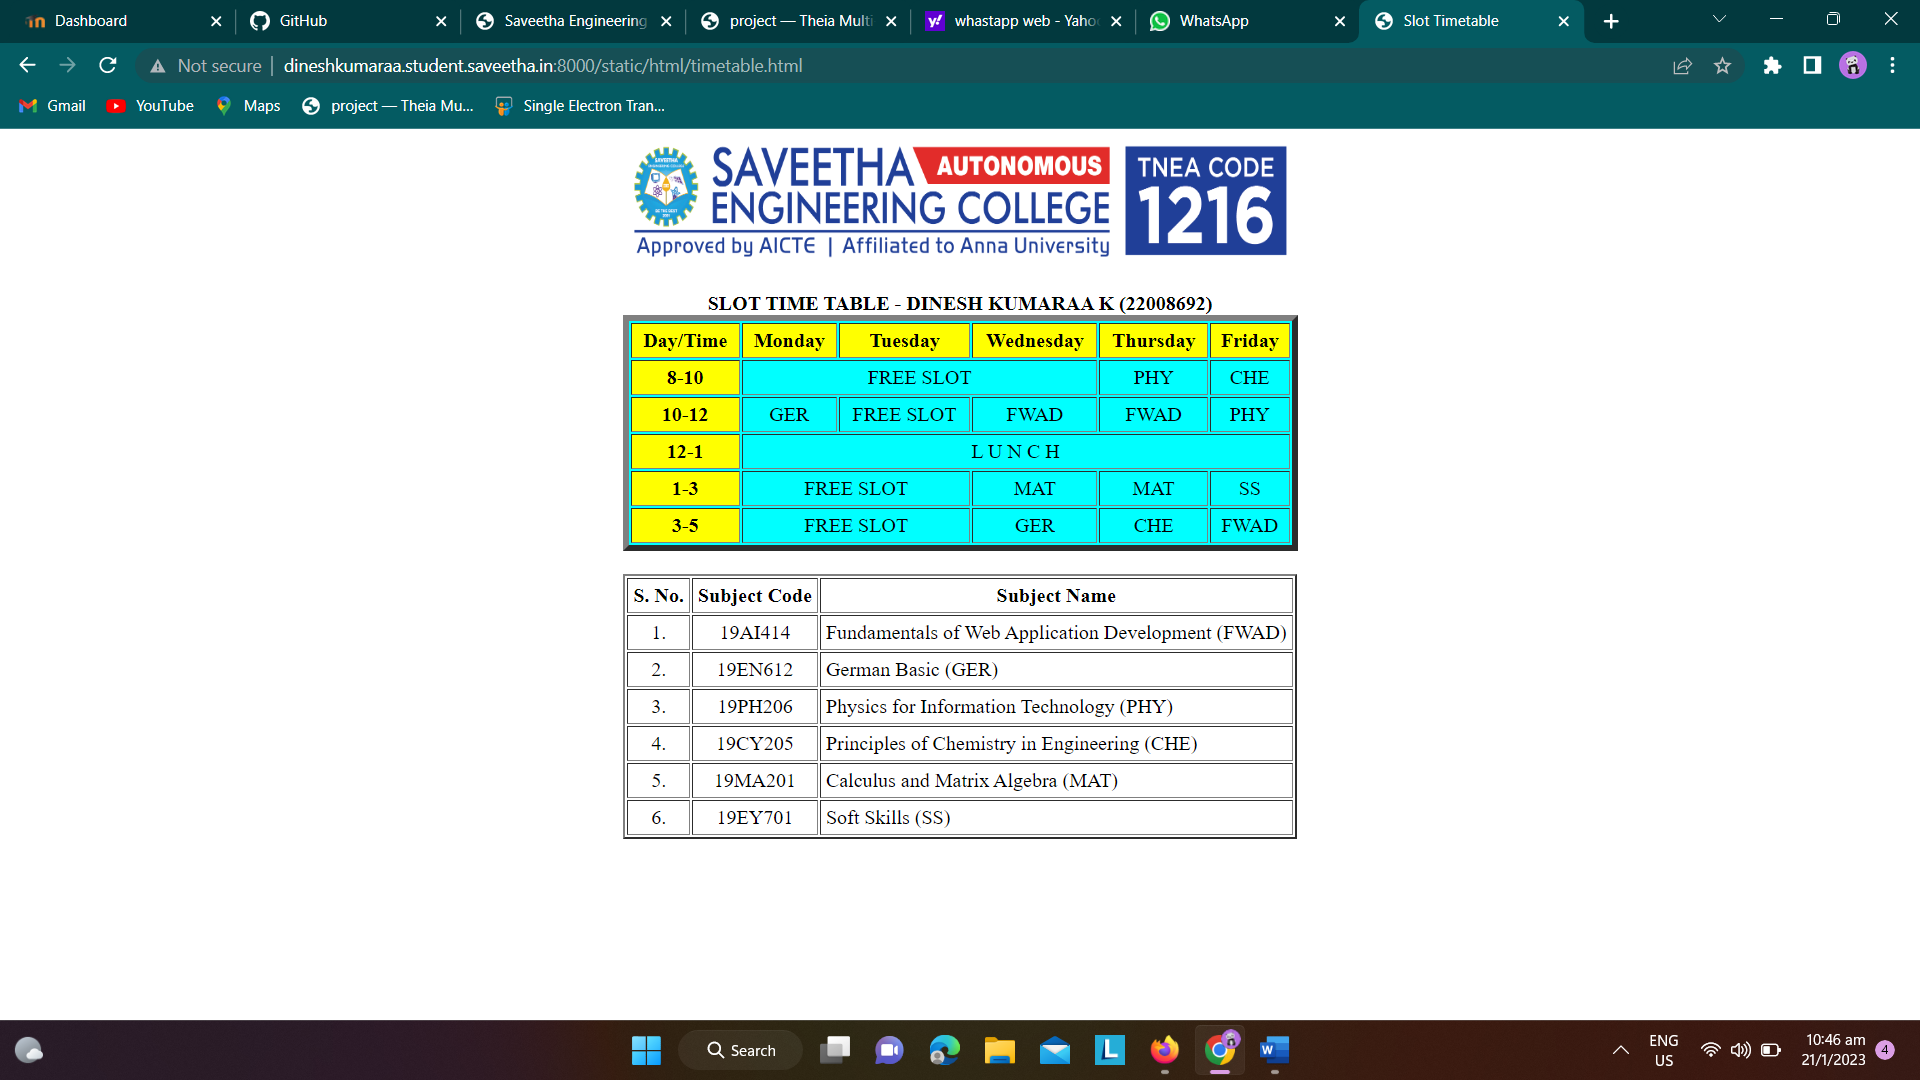 Dashboard
GitHub
Saveetha Engineering
project — Theia Multi
whastapp web - Yaho
WhatsApp
Slot Timetable
Not secure | dineshkumaraa.student.saveetha.in:8000/static/html/timetable.html
Gmail
YouTube
Maps
project — Theia Mu...
Single Electron Tran...
SAVEETHA AUTONOMOUS
ENGINEERING COLLEGE
Approved by AICTE | Affiliated to Anna University
TNEA CODE
1216
SLOT TIME TABLE - DINESH KUMARAA K (22008692)
Day/Time Monday Tuesday Wednesday Thursday Friday
8-10 FREE SLOT PHY CHE
10-12 GER FREE SLOT FWAD FWAD PHY
12-1 L U N C H
1-3 FREE SLOT MAT MAT SS
3-5 FREE SLOT GER CHE FWAD
S. No. Subject Code Subject Name
1. 19AI414 Fundamentals of Web Application Development (FWAD)
2. 19EN612 German Basic (GER)
3. 19PH206 Physics for Information Technology (PHY)
4. 19CY205 Principles of Chemistry in Engineering (CHE)
5. 19MA201 Calculus and Matrix Algebra (MAT)
6. 19EY701 Soft Skills (SS)
Search
ENG
US
10:46 am
21/1/2023
4